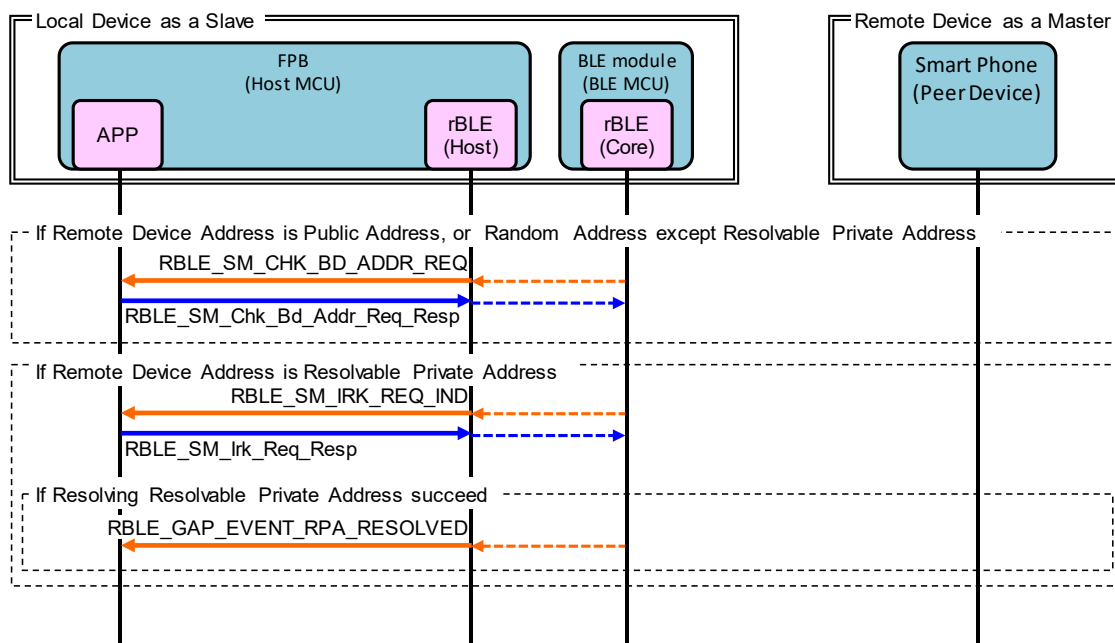 Local Device as a Slave
Remote Device as a Master
FPB
(Host MCU)
BLE module
(BLE MCU)
Smart Phone
(Peer Device)
APP
rBLE
(Host)
rBLE
(Core)
If Remote Device Address is Public Address, or Random Address except Resolvable Private Address
RBLE_SM_CHK_BD_ADDR_REQ
RBLE_SM_Chk_Bd_Addr_Req_Resp
If Remote Device Address is Resolvable Private Address
RBLE_SM_IRK_REQ_IND
RBLE_SM_Irk_Req_Resp
If Resolving Resolvable Private Address succeed
RBLE_GAP_EVENT_RPA_RESOLVED